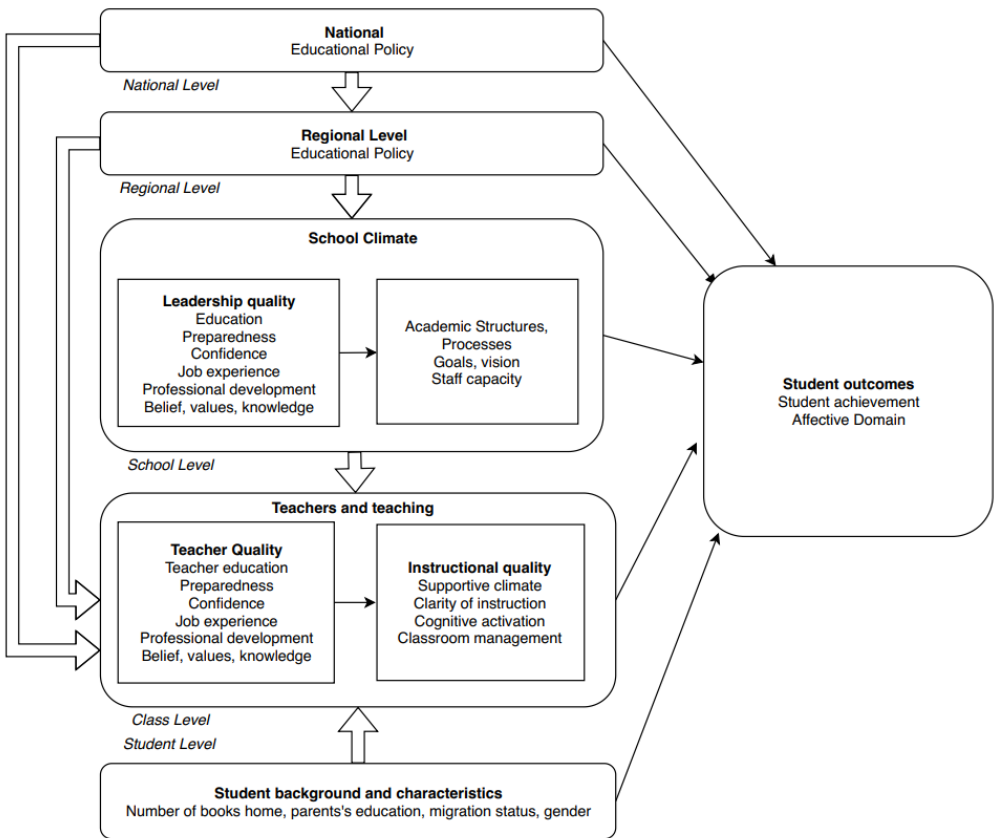 National
Educational Policy
National Level
Regional Level
Educational Policy
Regional Level
School Climate
Leadership quality
Education
Preparedness
Confidence
Job experience
Professional development
Belief, values, knowledge
Academic Structures,
Processes
Goals, vision
Staff capacity
School Level
Teachers and teaching
Teacher Quality
Teacher education
Preparedness
Confidence
Job experience
Professional development
Belief, values, knowledge
Instructional quality
Supportive climate
Clarity of instruction
Cognitive activation
Classroom management
Class Level
Student Level
Student background and characteristics
Number of books home, parents's education, migration status, gender
Student outcomes
Student achievement
Affective Domain